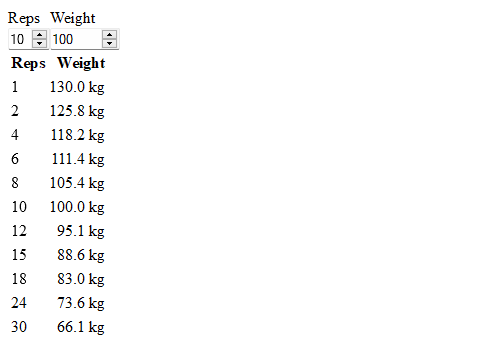 Reps Weight
10 100
Reps Weight
1 130.0 kg
2 125.8 kg
4 118.2 kg
6 111.4 kg
8 105.4 kg
10 100.0 kg
12 95.1 kg
15 88.6 kg
18 83.0 kg
24 73.6 kg
30 66.1 kg